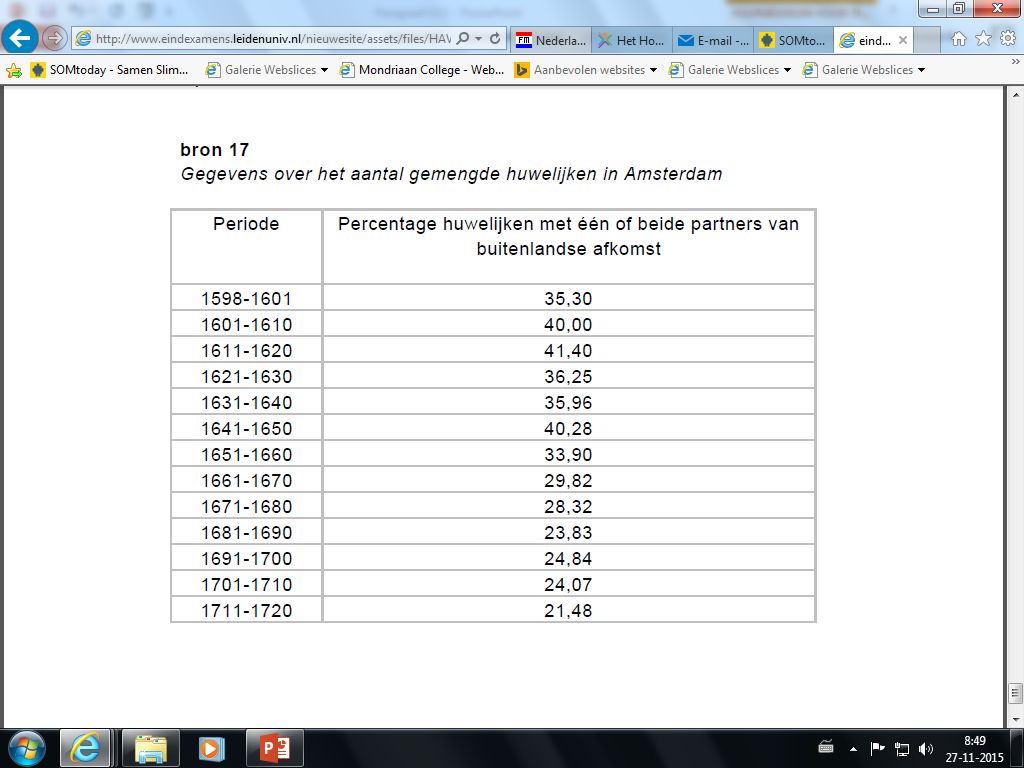 http://www.eindexamens.leidenuniv.nl/nieuwesite/assets/files/HAV
Nederla...
Het Ho...
E-mail -...
SOMto...
eind...
SOMtoday - Samen Slim...
Galerie Webslices
Mondriaan College - Web...
Aanbevolen websites
Galerie Webslices
Galerie Webslices
bron 17
Gegevens over het aantal gemengde huwelijken in Amsterdam
Periode
Percentage huwelijken met één of beide partners van
buitenlandse afkomst
1598-1601 35,30
1601-1610 40,00
1611-1620 41,40
1621-1630 36,25
1631-1640 35,96
1641-1650 40,28
1651-1660 33,90
1661-1670 29,82
1671-1680 28,32
1681-1690 23,83
1691-1700 24,84
1701-1710 24,07
1711-1720 21,48
8:49
27-11-2015